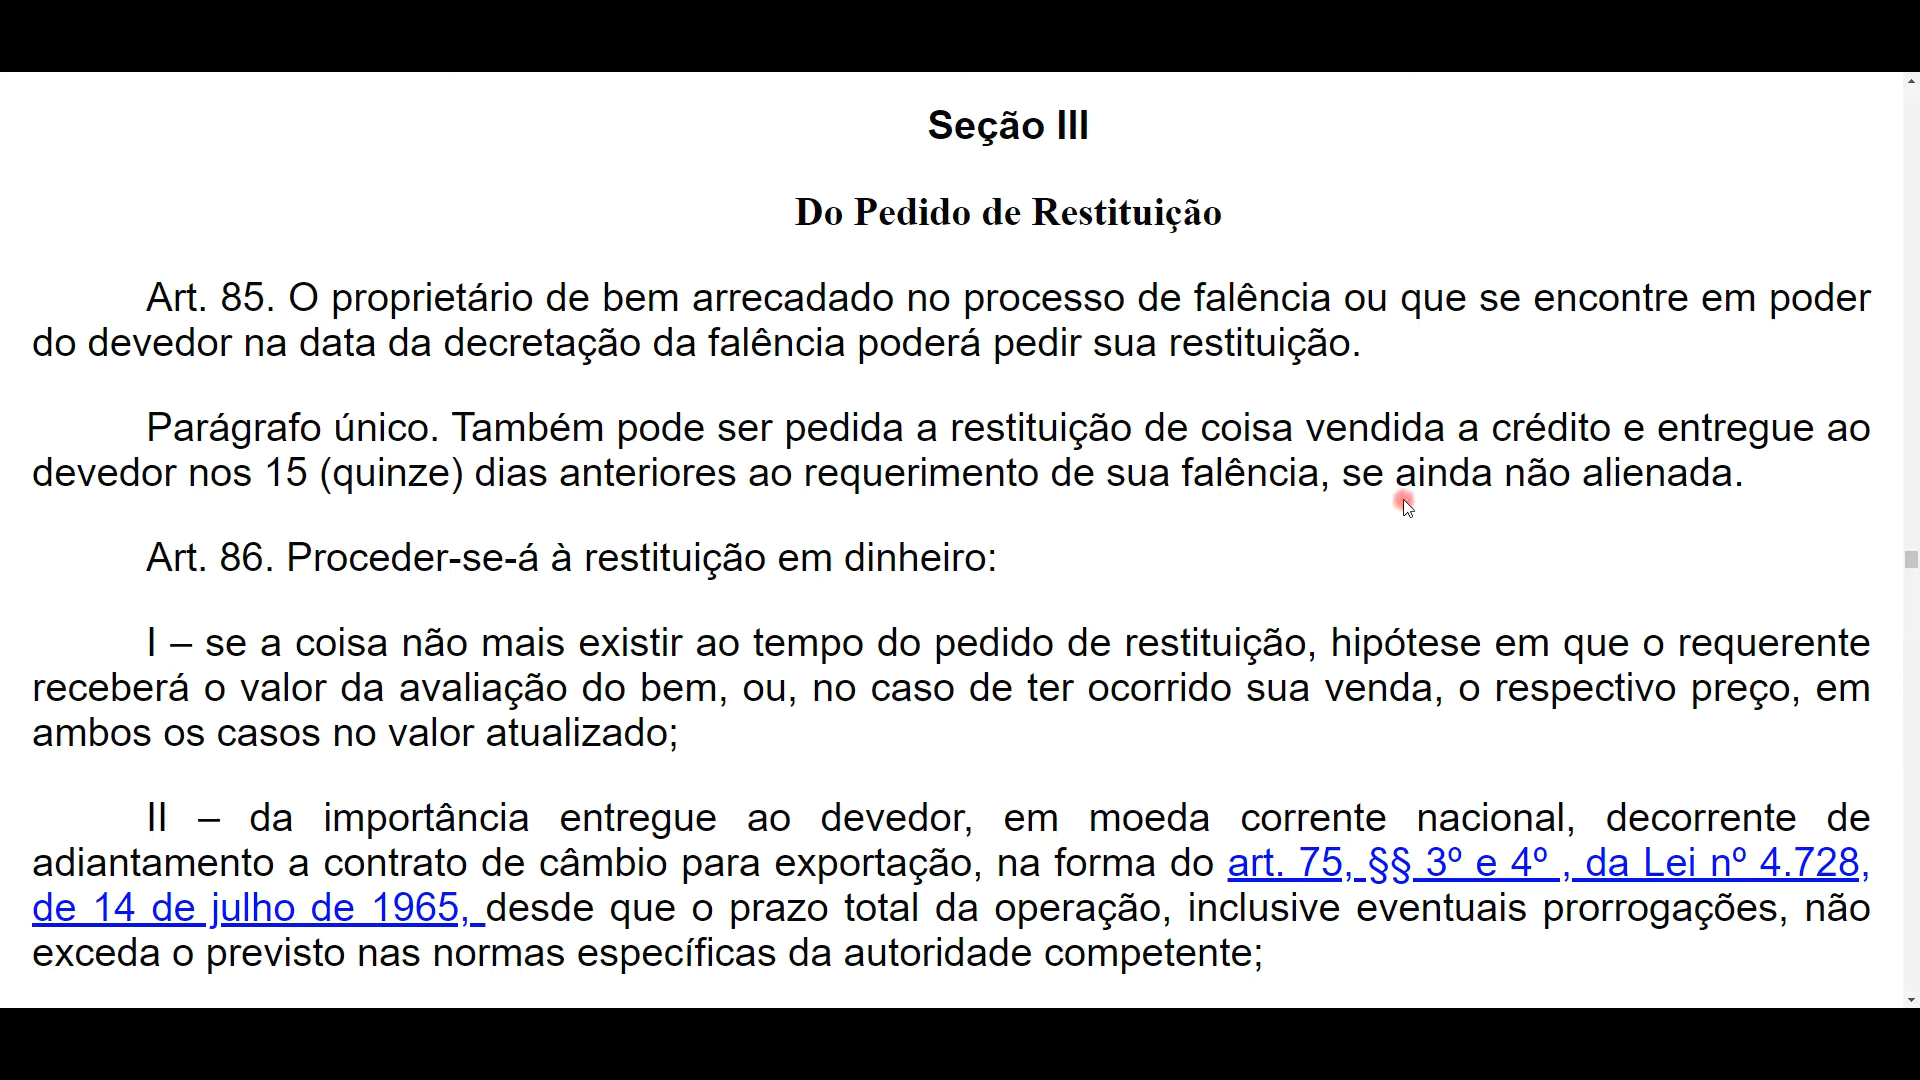 Seção III
Do Pedido de Restituição
Art. 85. O proprietário de bem arrecadado no processo de falência ou que se encontre em poder
do devedor na data da decretação da falência poderá pedir sua restituição.
Parágrafo único. Também pode ser pedida a restituição de coisa vendida a crédito e entregue ao
devedor nos 15 (quinze) dias anteriores ao requerimento de sua falência, se ainda não alienada.
Art. 86. Proceder-se-á à restituição em dinheiro:
I – se a coisa não mais existir ao tempo do pedido de restituição, hipótese em que o requerente
receberá o valor da avaliação do bem, ou, no caso de ter ocorrido sua venda, o respectivo preço, em
ambos os casos no valor atualizado;
II – da importância entregue ao devedor, em moeda corrente nacional, decorrente de
adiantamento a contrato de câmbio para exportação, na forma do art. 75, §§ 3º e 4º , da Lei nº 4.728,
de 14 de julho de 1965, desde que o prazo total da operação, inclusive eventuais prorrogações, não
exceda o previsto nas normas específicas da autoridade competente;